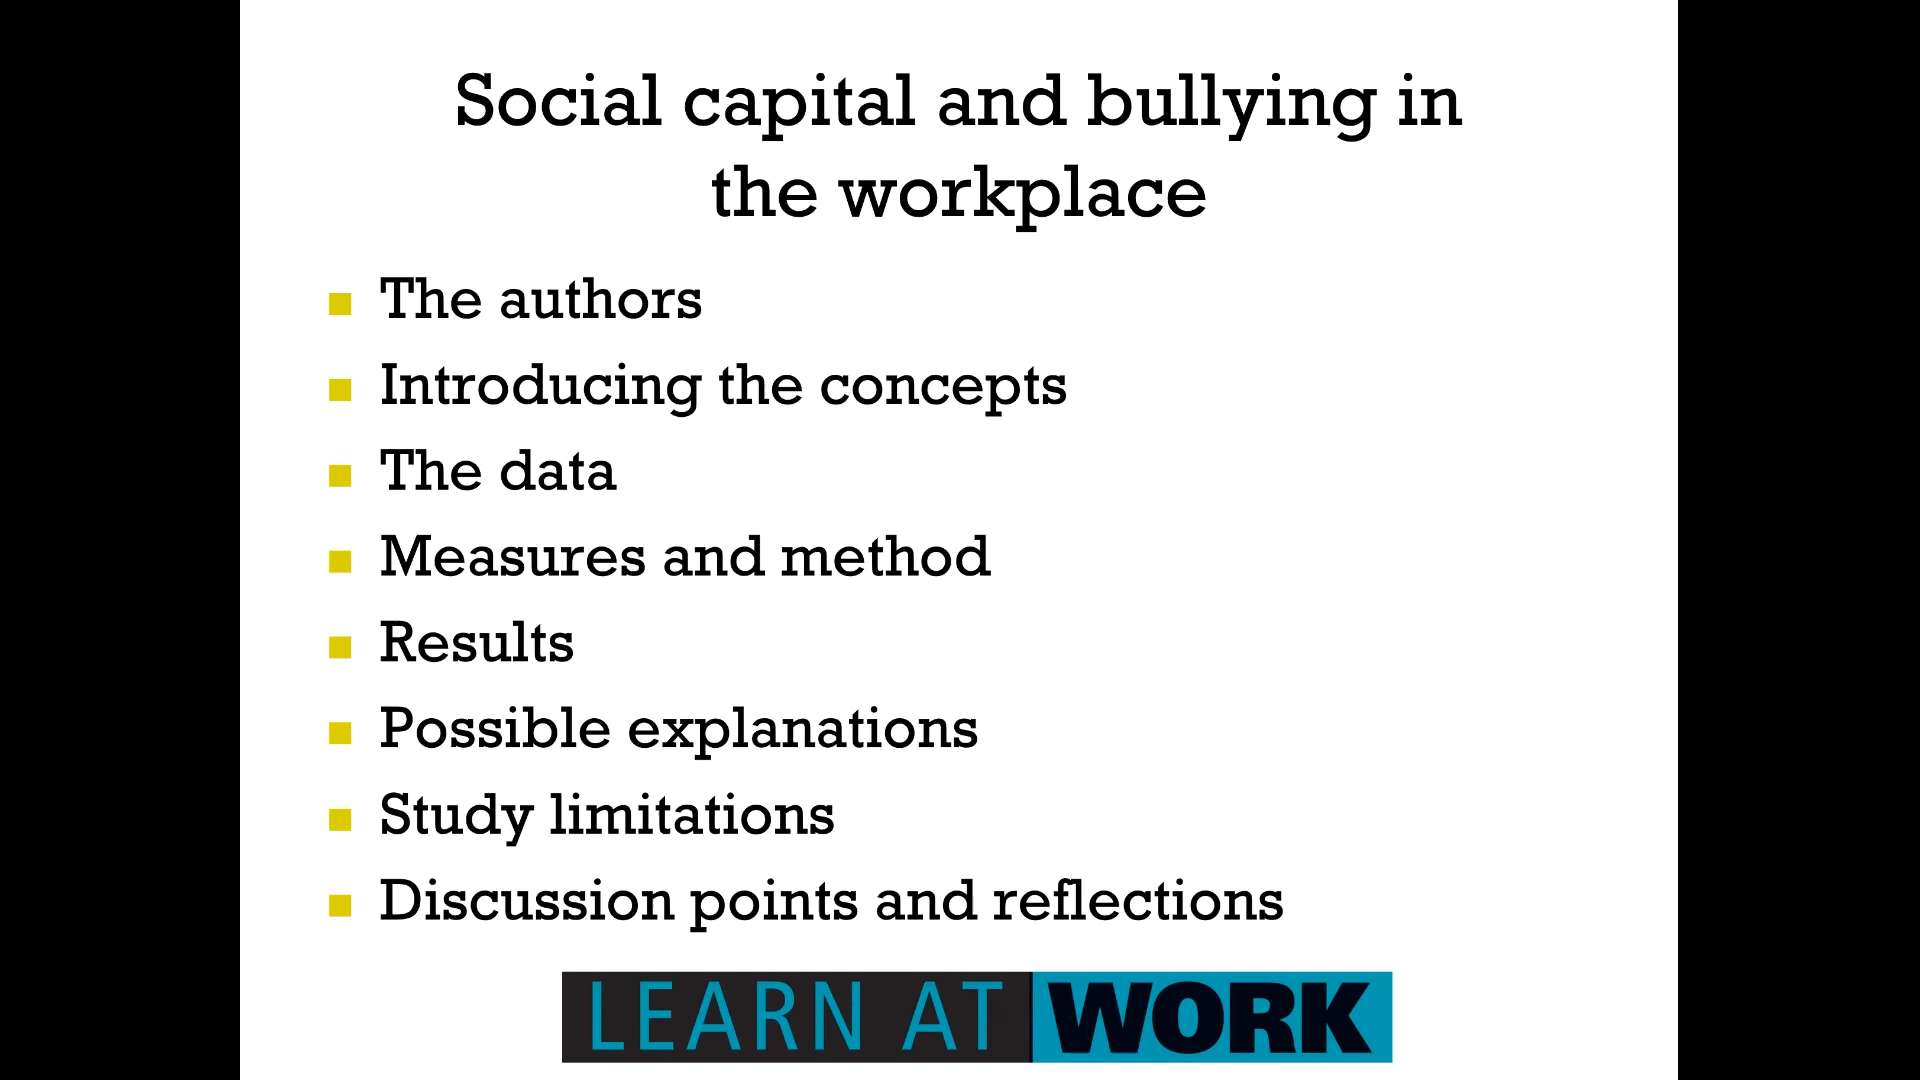 Social capital and bullying in
the workplace
The authors
Introducing the concepts
The data
Measures and method
Results
Possible explanations
Study limitations
Discussion points and reflections
LEARN AT WORK